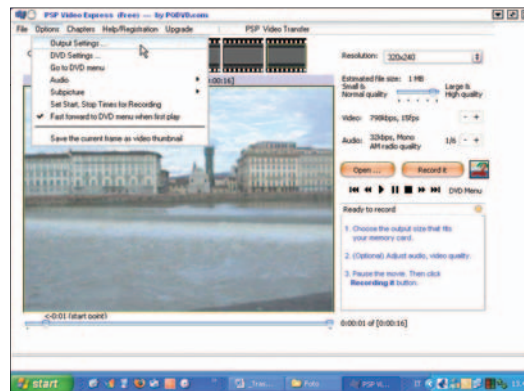 PSP Video Express (Free) --- by PQDVD.com
File Options Chapters Help/Registration Upgrade PSP Video Transfer
Output Settings ...
DVD Settings ...
Go to DVD menu
Audio
Subpicture
Set Start, Stop Times for Recording
Fast forward to DVD menu when first play
Save the current frame as video thumbnail
:00:16]
Resolution: 320x240
Estimated file size: 1 MB
Small &
Normal quality
Large &
High quality
Video: 790kbps, 15fps - +
Audio: 32kbps, Mono
AM radio quality
1/6 - +
Open ... Record it
DVD Menu
Ready to record
1. Choose the output size that fits
your memory card.
2. (Optional) Adjust audio, video quality.
3. Pause the movie. Then click
Recording it button.
<-0:01 (start point)
0:00:01 of [0:00:16]
start Foto IT